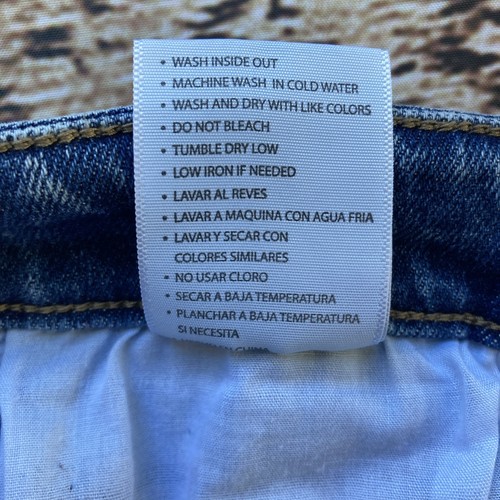 • WASH INSIDE OUT
• MACHINE WASH IN COLD WATER
• WASH AND DRY WITH LIKE COLORS
• DO NOT BLEACH
• TUMBLE DRY LOW
• LOW IRON IF NEEDED
• LAVAR AL REVES
• LAVAR A MAQUINA CON AGUA FRIA
• LAVAR Y SECAR CON
COLORES SIMILARES
• NO USAR CLORO
• SECAR A BAJA TEMPERATURA
• PLANCHAR A BAJA TEMPERATURA
SI NECESITA
CHINA